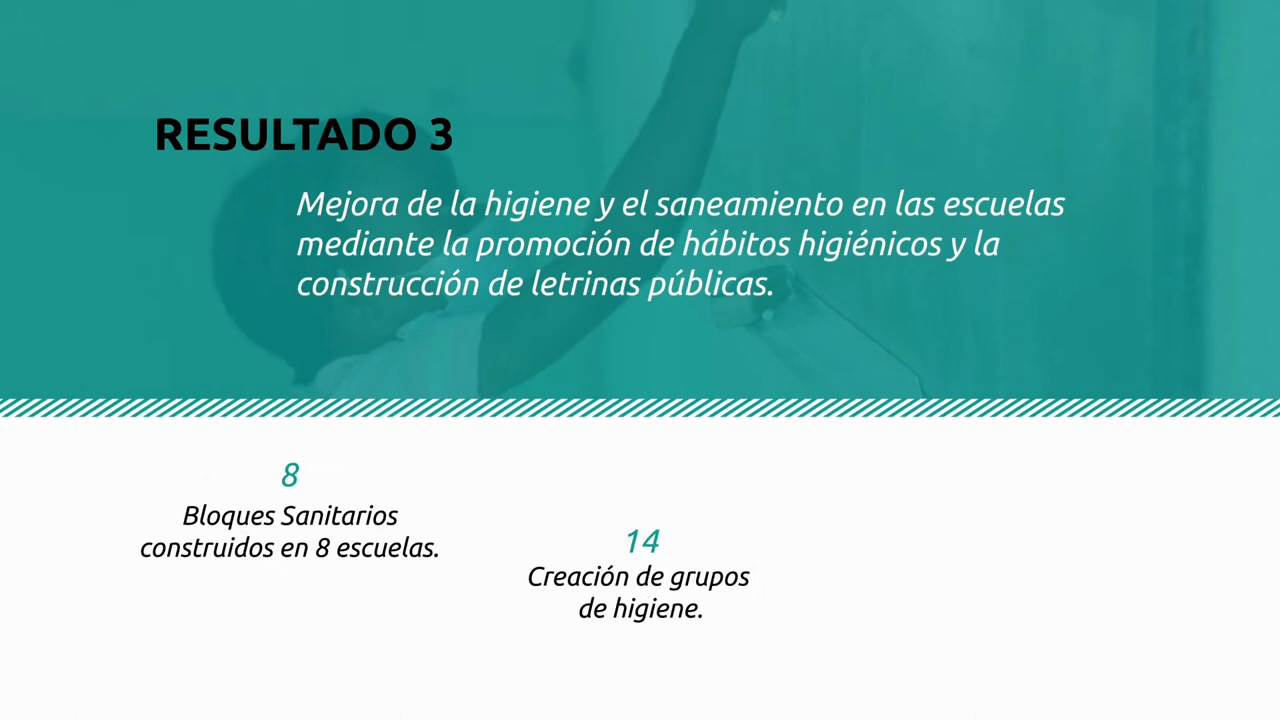 RESULTADO 3
Mejora de la higiene y el saneamiento en las escuelas
mediante la promoción de hábitos higiénicos y la
construcción de letrinas públicas.
8
Bloques Sanitarios
construidos en 8 escuelas.
14
Creación de grupos
de higiene.